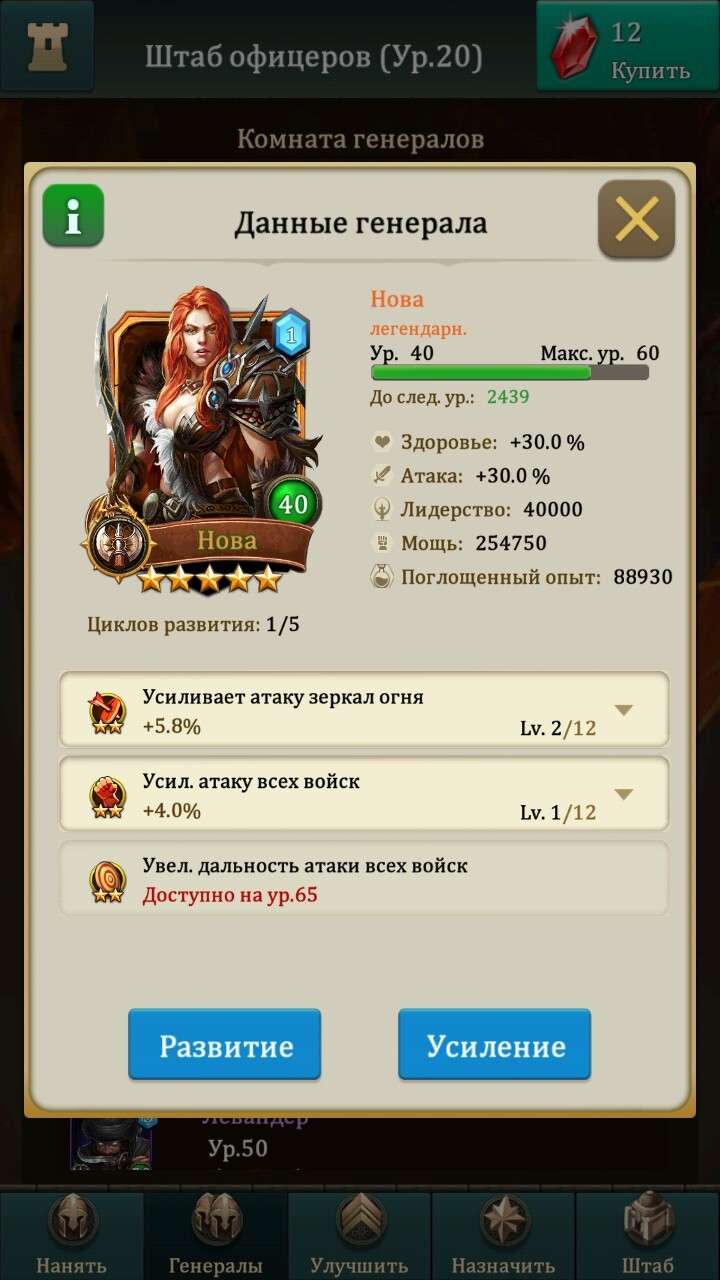 Штаб офицеров (Ур.20)
12
Купить
Комната генералов
i
Данные генерала
Нова
легендарн.
Ур. 40 Макс. ур. 60
До след. ур.: 2439
Здоровье: +30.0 %
Атака: +30.0 %
Лидерство: 40000
Мощь: 254750
Поглощенный опыт: 88930
1
40
Нова
Циклов развития: 1/5
Усиливает атаку зеркал огня
+5.8% Lv. 2/12
Усил. атаку всех войск
+4.0% Lv. 1/12
Увел. дальность атаки всех войск
Доступно на ур.65
Развитие Усиление
Левандер
Ур.50
Нанять Генералы Улучшить Назначить Штаб